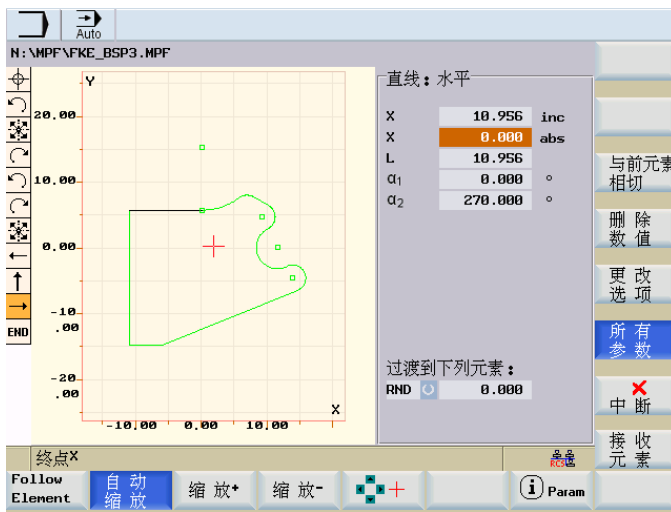 Auto
N:\MPF\FKE_BSP3.MPF
Y
20.00
10.00
0.00
-10
.00
-20
.00
-10.00 0.00 10.00
X
END
直线：水平
X 10.956 inc
X 0.000 abs
L 10.956
α1 0.000 °
α2 270.000 °
过渡到下列元素：
RND 0.000
与前元素
相切
删 除
数 值
更 改
选 项
所 有
参 数
中 断
接 收
元 素
终点X
RCS
Follow
Element
自 动
缩 放
缩 放+
缩 放-
i Param